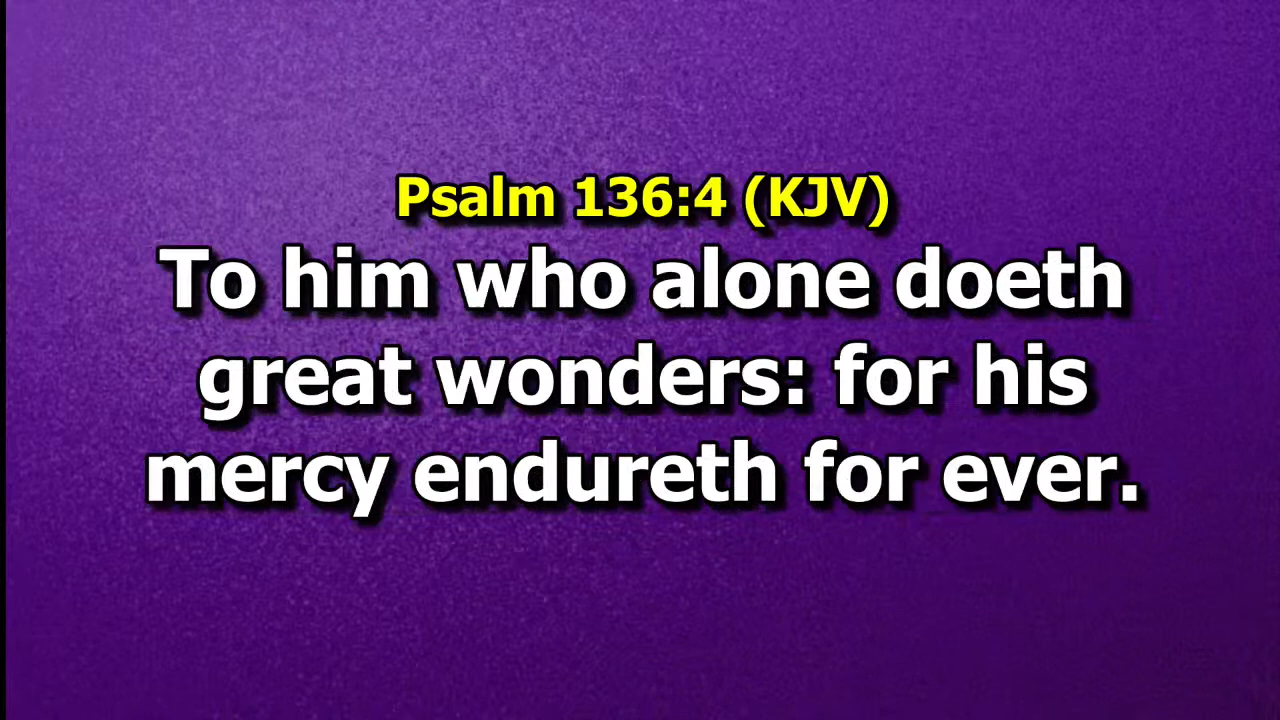 Psalm 136:4 (KJV)
To him who alone doeth
great wonders: for his
mercy endureth for ever.